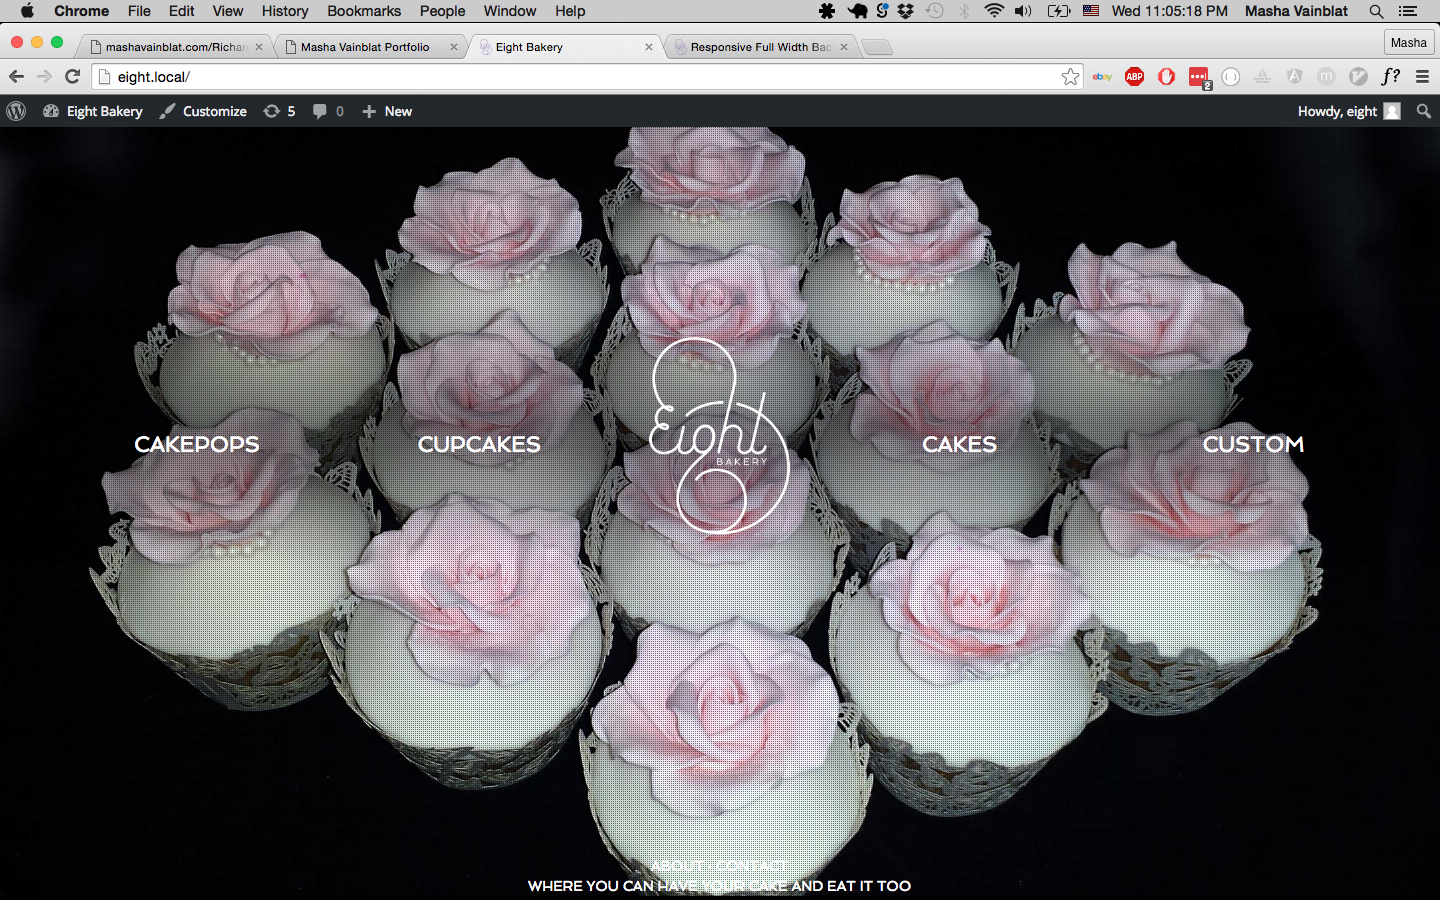 Chrome File Edit View History Bookmarks People Window Help Wed 11:05:18 PM Masha Vainblat
mashavainblat.com/Richar Masha Vainblat Portfolio Eight Bakery Responsive Full Width Bac Masha
eight.local/ ebay ABP 2 m f?
Eight Bakery Customize 5 0 New Howdy, eight
CAKEPOPS CUPCAKES Eight BAKERY CAKES CUSTOM
ABOUT CONTACT
WHERE YOU CAN HAVE YOUR CAKE AND EAT IT TOO